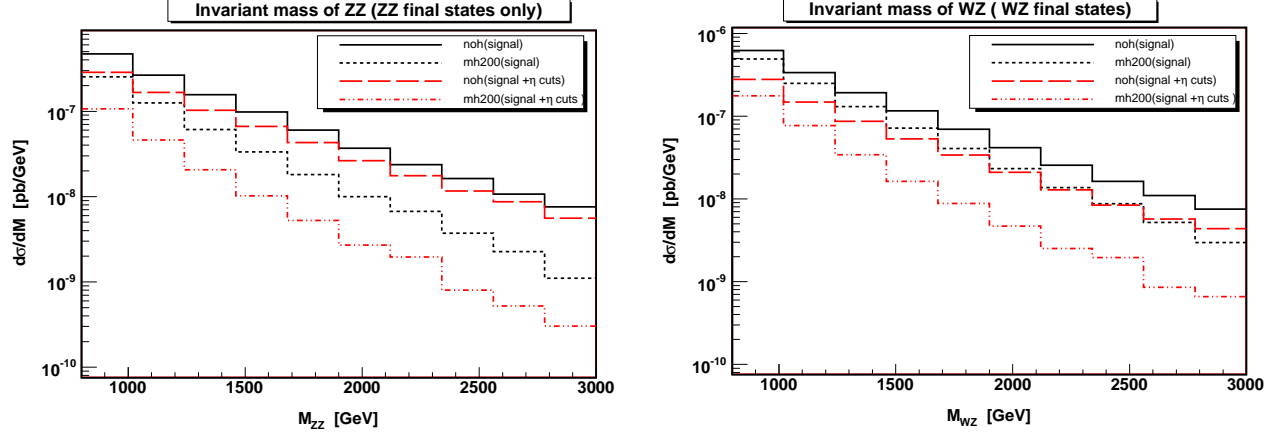 Invariant mass of ZZ (ZZ final states only)
noh(signal)
mh200(signal)
noh(signal +η cuts)
mh200(signal +η cuts )
dσ/dM [pb/GeV]
10⁻⁷
10⁻⁸
10⁻⁹
10⁻¹⁰
1000 1500 2000 2500 3000
M_ZZ [GeV]
Invariant mass of WZ ( WZ final states)
noh(signal)
mh200(signal)
noh(signal +η cuts)
mh200(signal +η cuts )
dσ/dM [pb/GeV]
10⁻⁶
10⁻⁷
10⁻⁸
10⁻⁹
10⁻¹⁰
1000 1500 2000 2500 3000
M_WZ [GeV]